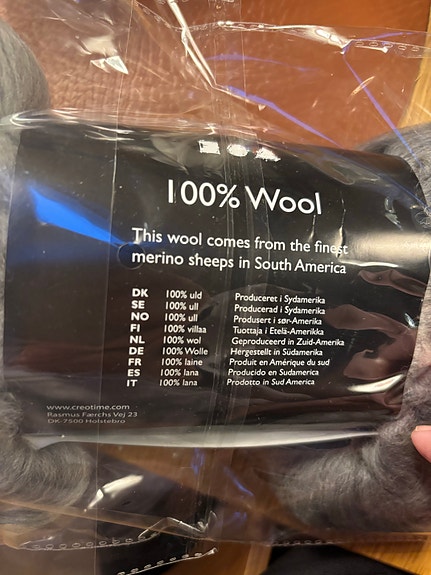 100% Wool
This wool comes from the finest
merino sheeps in South America
DK 100% uld Produceret i Sydamerika
SE 100% ull Producerad i Sydamerika
NO 100% ull Produsert i sør-Amerika
FI 100% villaa Tuottaja i Etelä-Amerikka
NL 100% wol Geproduceerd in Zuid-Amerika
DE 100% Wolle Hergestellt in Südamerika
FR 100% laine Produit en Amérique du sud
ES 100% lana Producido en Sudamerica
IT 100% lana Prodotto in Sud America
www.creotime.com
Rasmus Færchs Vej 23
DK-7500 Holstebro